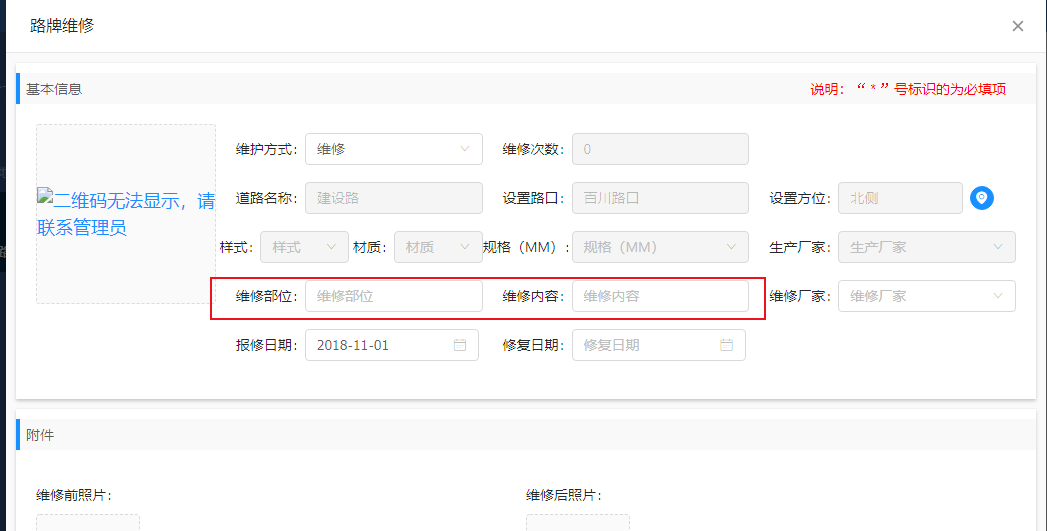 路牌维修
基本信息
说明：“ * ”号标识的为必填项
二维码无法显示，请
联系管理员
维护方式: 维修
维修次数: 0
道路名称: 建设路
设置路口: 百川路口
设置方位: 北侧
样式: 样式
材质: 材质
规格（MM）: 规格（MM）
生产厂家: 生产厂家
维修部位: 维修部位
维修内容: 维修内容
维修厂家: 维修厂家
报修日期: 2018-11-01
修复日期: 修复日期
附件
维修前照片:
维修后照片: